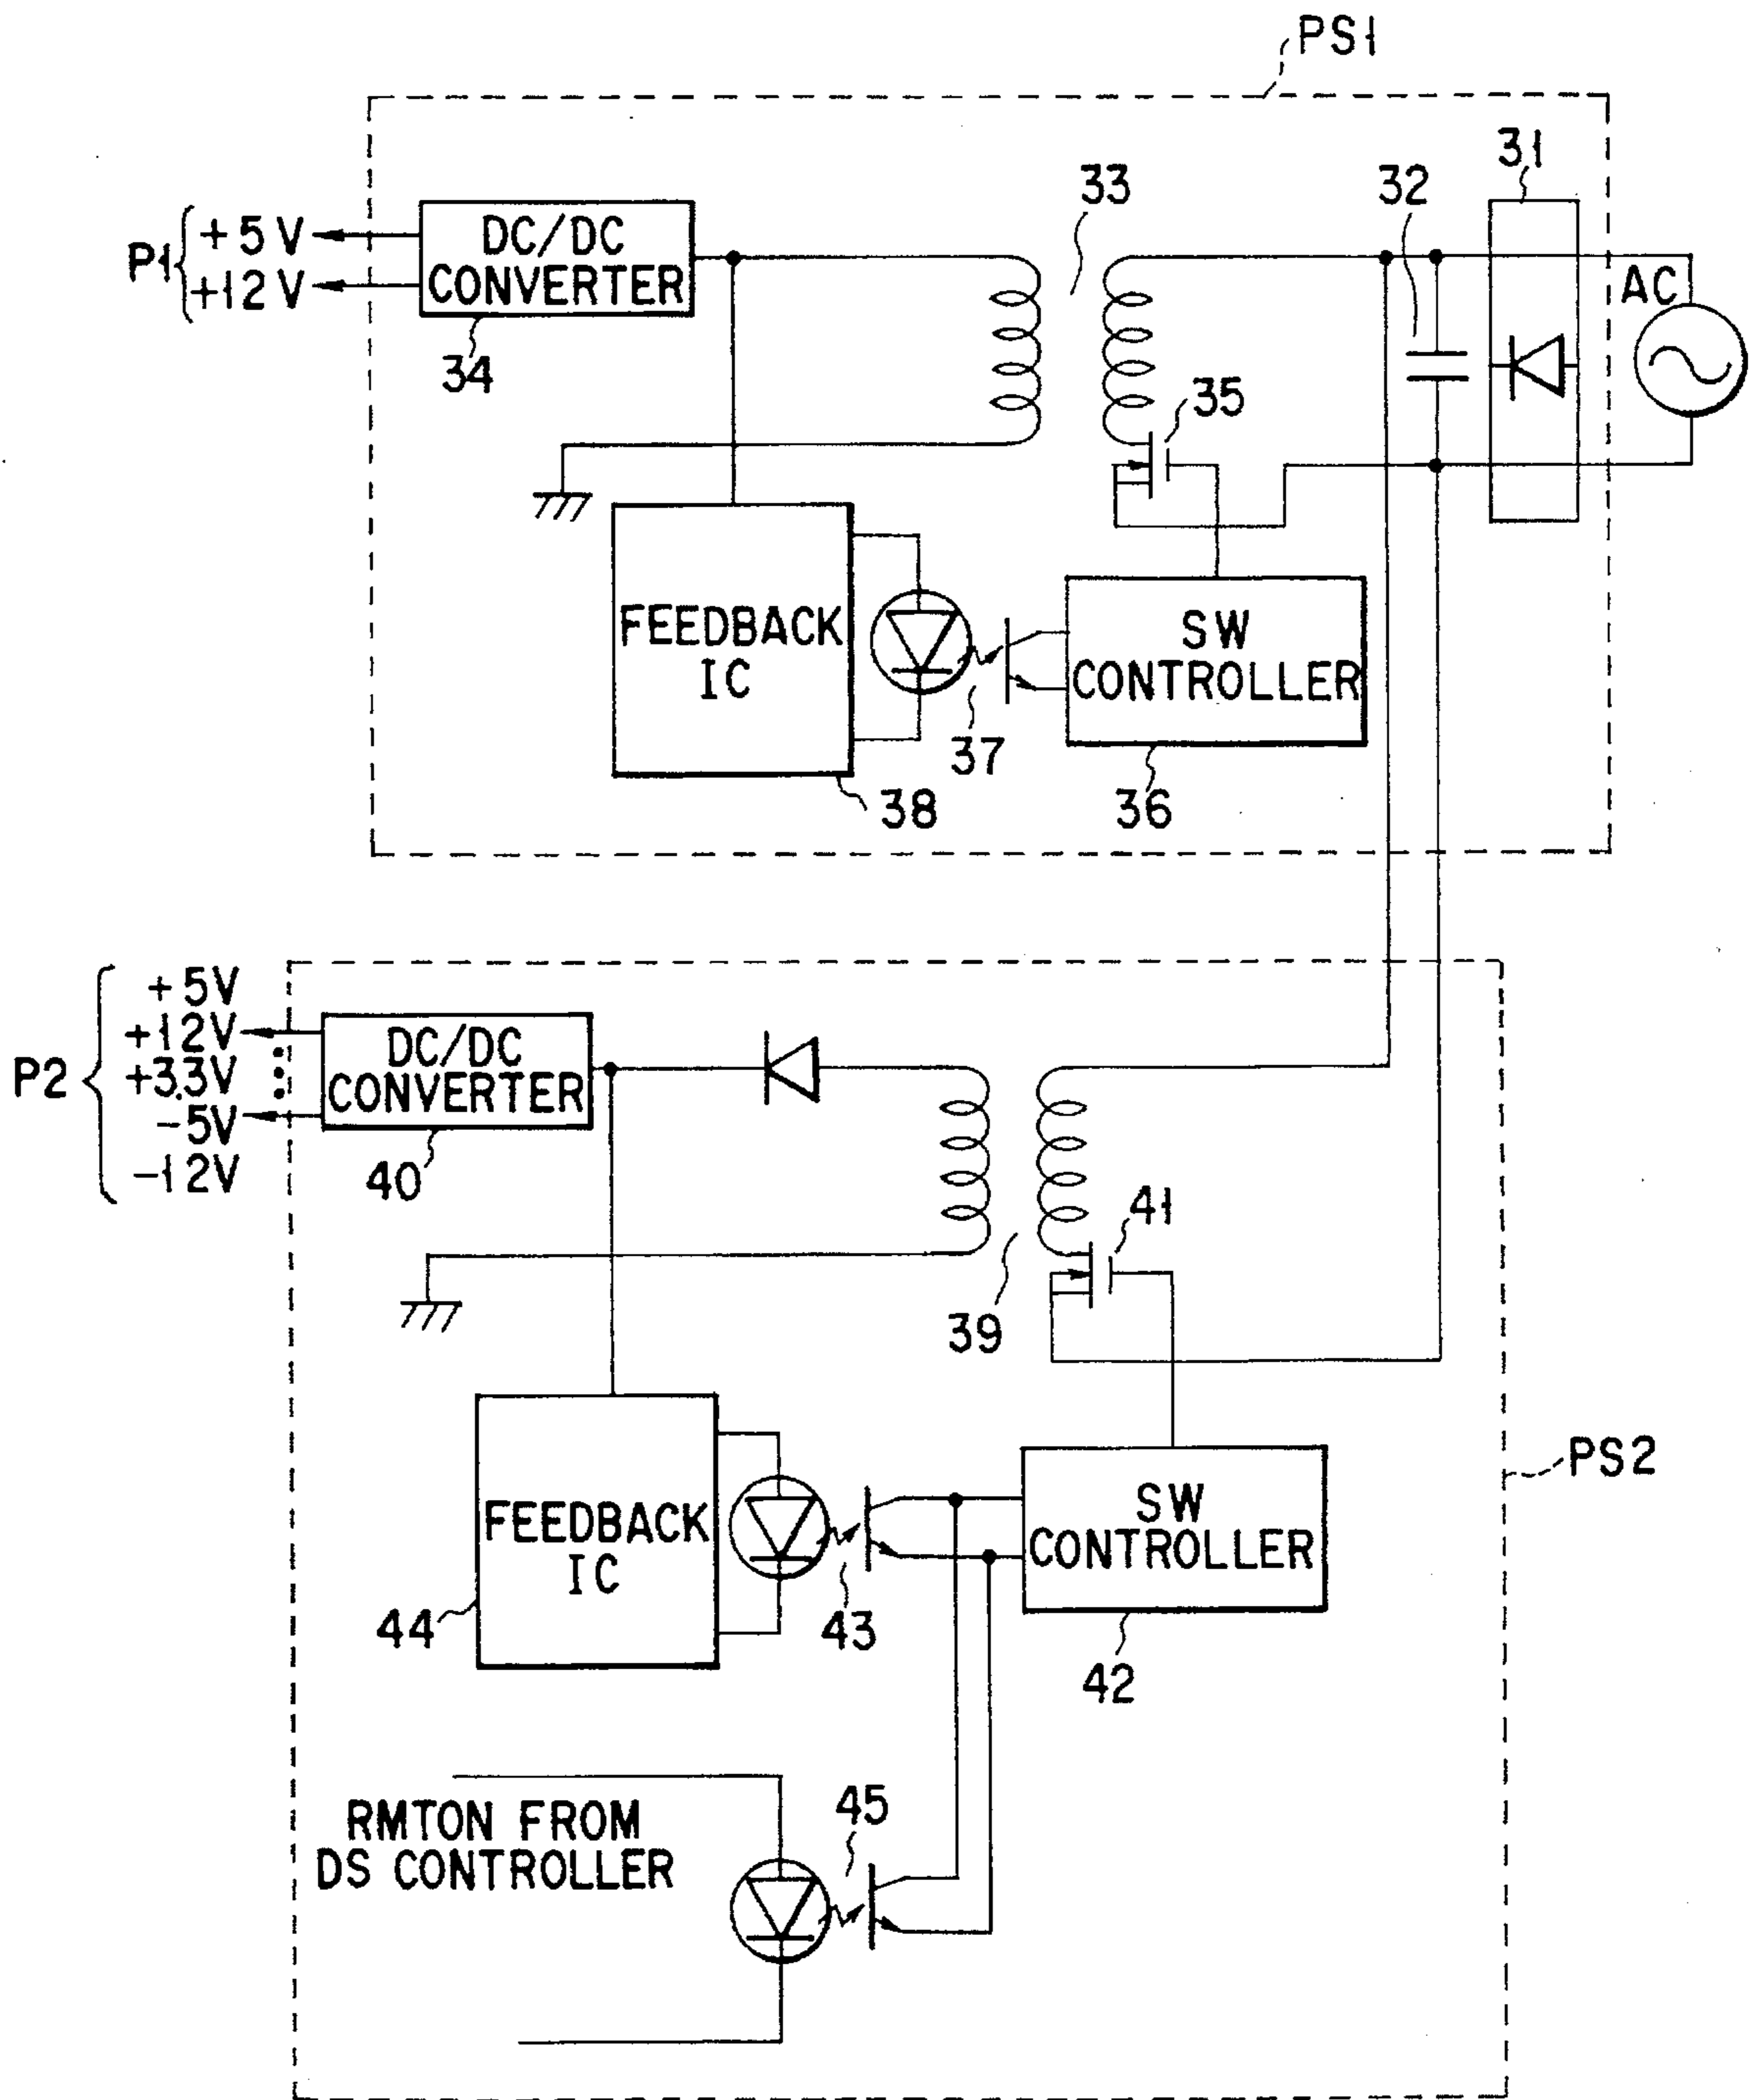 PS1
31
32
33
AC
P1
+5V
+12V
DC/DC
CONVERTER
34
35
FEEDBACK
IC
SW
CONTROLLER
37
36
38
P2
+5V
+12V
+3.3V
-5V
-12V
DC/DC
CONVERTER
40
41
39
PS2
FEEDBACK
IC
SW
CONTROLLER
44
43
42
RMTON FROM
DS CONTROLLER
45